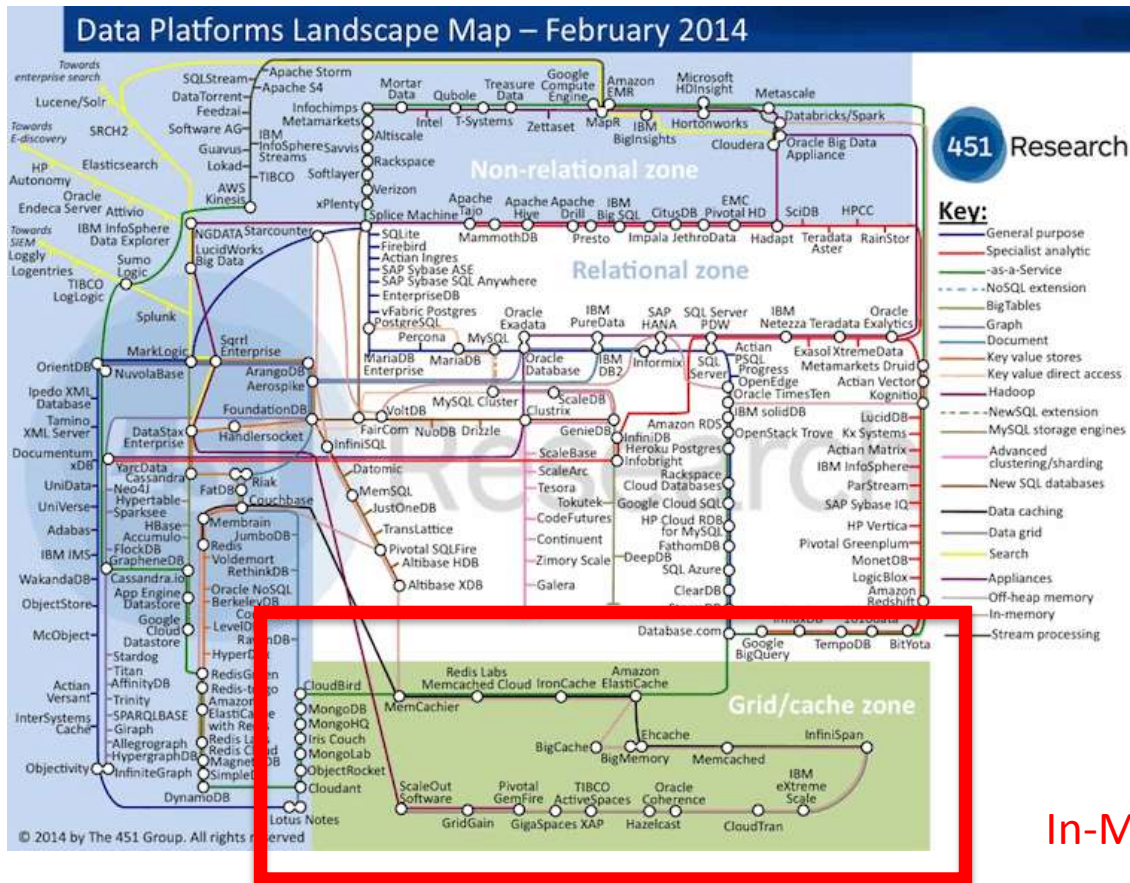 Data Platforms Landscape Map – February 2014
Towards
enterprise search
Lucene/Solr
SRCH2
Towards
E-discovery
Elasticsearch
HP
Autonomy
Oracle
Endeca Server
Attivio
IBM InfoSphere
Data Explorer
Towards
SIEM
Loggly
Logentries
Sumo
Logic
TIBCO
LogLogic
Splunk
SQLStream
DataTorrent
Feedzai
Software AG
Guavus
Lokad
AWS
Kinesis
Apache Storm
Apache S4
IBM
InfoSphere
Streams
TIBCO
NGDATA
LucidWorks
Big Data
Starcounter
Infochimps
Metamarkets
Altiscale
Savvis
Rackspace
Softlayer
Verizon
xPlenty
Mortar
Data
Intel
Qubole
T-Systems
Treasure
Data
Zettaset
Google
Compute
Engine
Amazon
EMR
MapR
IBM
BigInsights
Microsoft
HDInsight
Hortonworks
Metascale
Databricks/Spark
Cloudera
Oracle Big Data
Appliance
Non-relational zone
Splice Machine
Apache
Tajo
MammothDB
Apache
Hive
Apache
Drill
Presto
IBM
Big SQL
Impala
CitusDB
JethroData
EMC
Pivotal HD
Hadapt
SciDB
Teradata
Aster
HPCC
RainStor
Relational zone
SQLite
Firebird
Actian Ingres
SAP Sybase ASE
SAP Sybase SQL Anywhere
EnterpriseDB
vFabric Postgres
PostgreSQL
Percona
MariaDB
Enterprise
MySQL
MariaDB
Oracle
Exadata
Oracle
Database
IBM
PureData
IBM
DB2
SAP
HANA
Informix
SQL Server
PDW
SQL
Server
IBM
Netezza
Exasol
Teradata
XtremeData
Oracle
Exalytics
Actian
PSQL
Progress
OpenEdge
Oracle TimesTen
IBM solidDB
OpenStack Trove
Metamarkets Druid
Actian Vector
Kognitio
LucidDB
Kx Systems
Actian Matrix
IBM InfoSphere
ParStream
SAP Sybase IQ
HP Vertica
Pivotal Greenplum
MonetDB
LogicBlox
Amazon
Redshift
OrientDB
MarkLogic
NuvolaBase
Sqrrl
Enterprise
ArangoDB
Aerospike
Ipedo XML
Database
Tamino
XML Server
Documentum
xDB
UniData
UniVerse
Adabas
IBM IMS
WakandaDB
ObjectStore
McObject
Actian
Versant
InterSystems
Cache
Objectivity
FoundationDB
DataStax
Enterprise
Handlersocket
FairCom
VoltDB
MySQL Cluster
ScaleDB
Clustrix
NuoDB
Drizzle
GenieDB
InfiniSQL
YarcData
Cassandra
Neo4J
Hypertable
Sparksee
HBase
Accumulo
FlockDB
GrapheneDB
Cassandra.io
App Engine
Datastore
Google
Cloud
Datastore
Riak
FatDB
Couchbase
Membrain
JumboDB
Redis
Voldemort
RethinkDB
Oracle NoSQL
BerkeleyDB
Datomic
MemSQL
JustOneDB
TransLattice
Pivotal SQLFire
Altibase HDB
Altibase XDB
ScaleBase
ScaleArc
Tesora
CodeFutures
Continuent
Zimory Scale
Galera
Tokutek
DeepDB
Amazon RDS
InfiniDB
Heroku Postgres
Infobright
Rackspace
Cloud Databases
Google Cloud SQL
HP Cloud RDB
for MySQL
FathomDB
SQL Azure
ClearDB
Database.com
Google
BigQuery
TempoDB
BitYota
Stardog
Titan
AffinityDB
Trinity
SPARQLBASE
Giraph
Allegrograph
HypergraphDB
InfiniteGraph
Amazon
ElastiCache
with Redis
DynamoDB
CloudBird
MongoDB
MongoHQ
Iris Couch
MongoLab
ObjectRocket
Cloudant
Lotus Notes
Grid/cache zone
MemCachier
Redis Labs
Memcached Cloud
IronCache
Amazon
ElastiCache
BigCache
Ehcache
BigMemory
Memcached
InfiniSpan
ScaleOut
Software
GridGain
Pivotal
GemFire
GigaSpaces XAP
TIBCO
ActiveSpaces
Hazelcast
Oracle
Coherence
CloudTran
IBM
eXtreme
Scale
© 2014 by The 451 Group. All rights reserved
451 Research
Key:
General purpose
Specialist analytic
-as-a-Service
NoSQL extension
BigTables
Graph
Document
Key value stores
Key value direct access
Hadoop
NewSQL extension
MySQL storage engines
Advanced
clustering/sharding
New SQL databases
Data caching
Data grid
Search
Appliances
Off-heap memory
In-memory
Stream processing
In-M